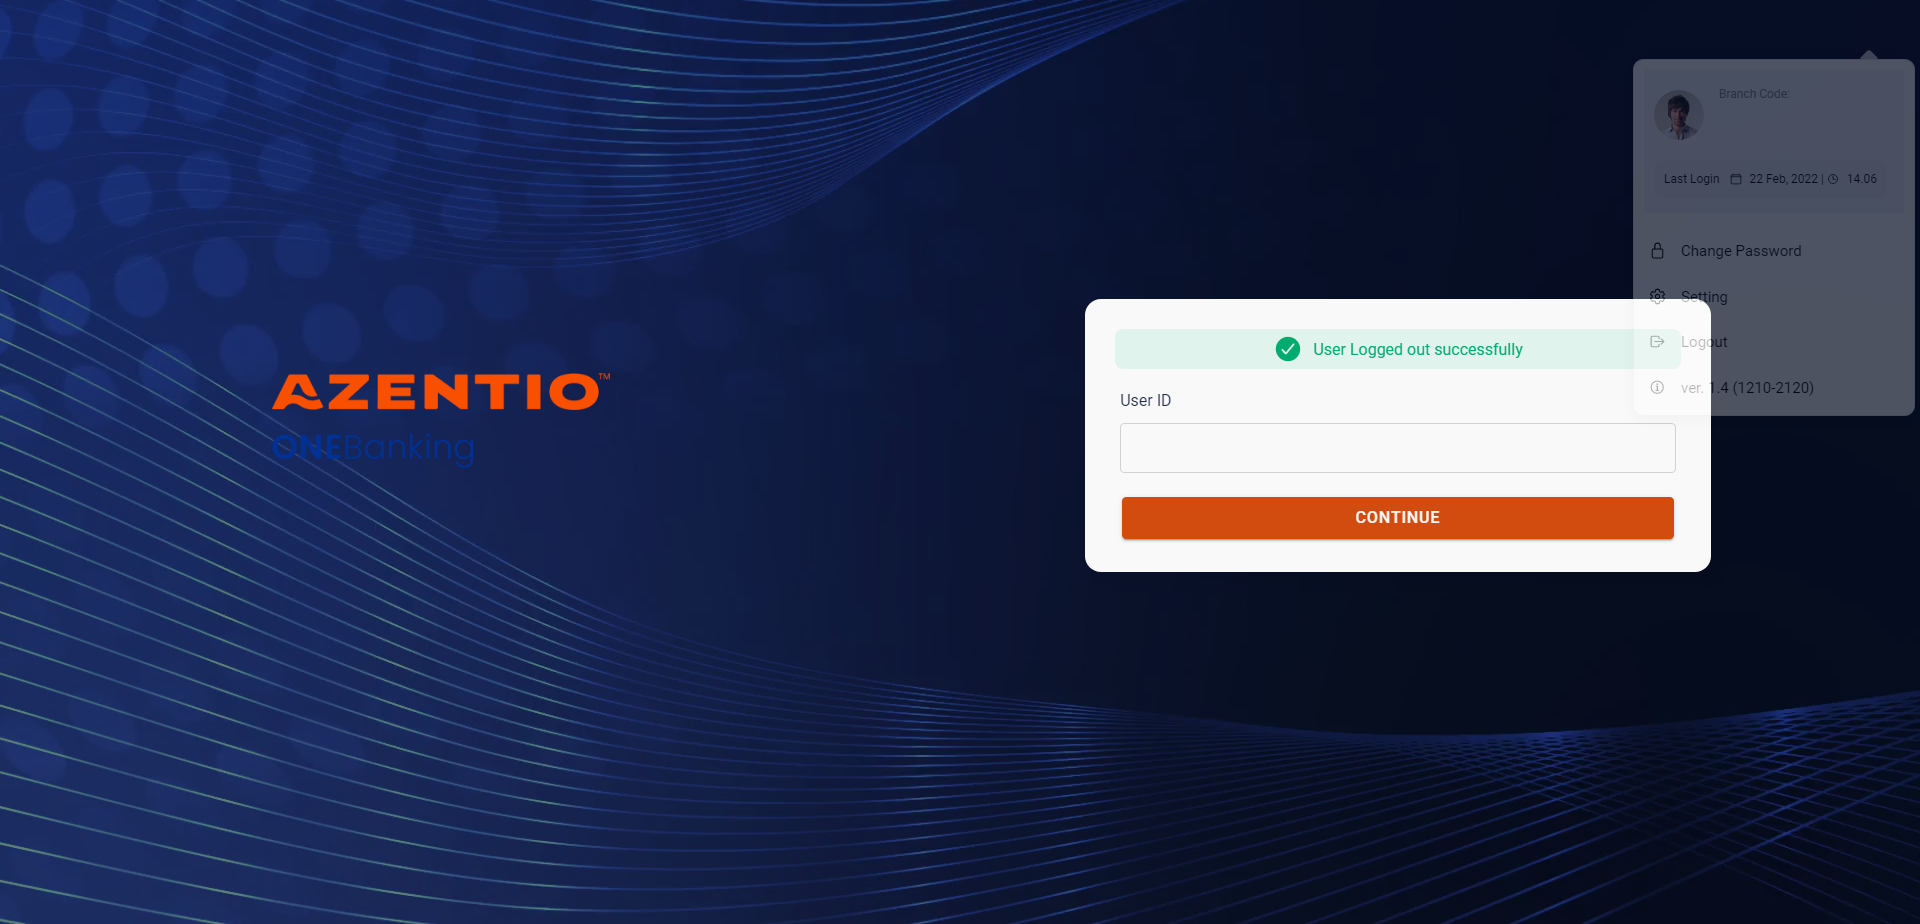 AZENTIO™
ONEBanking
Branch Code:
Last Login 22 Feb, 2022 | 14.06
Change Password
Setting
Logout
ver. 1.4 (1210-2120)
User Logged out successfully
User ID
CONTINUE